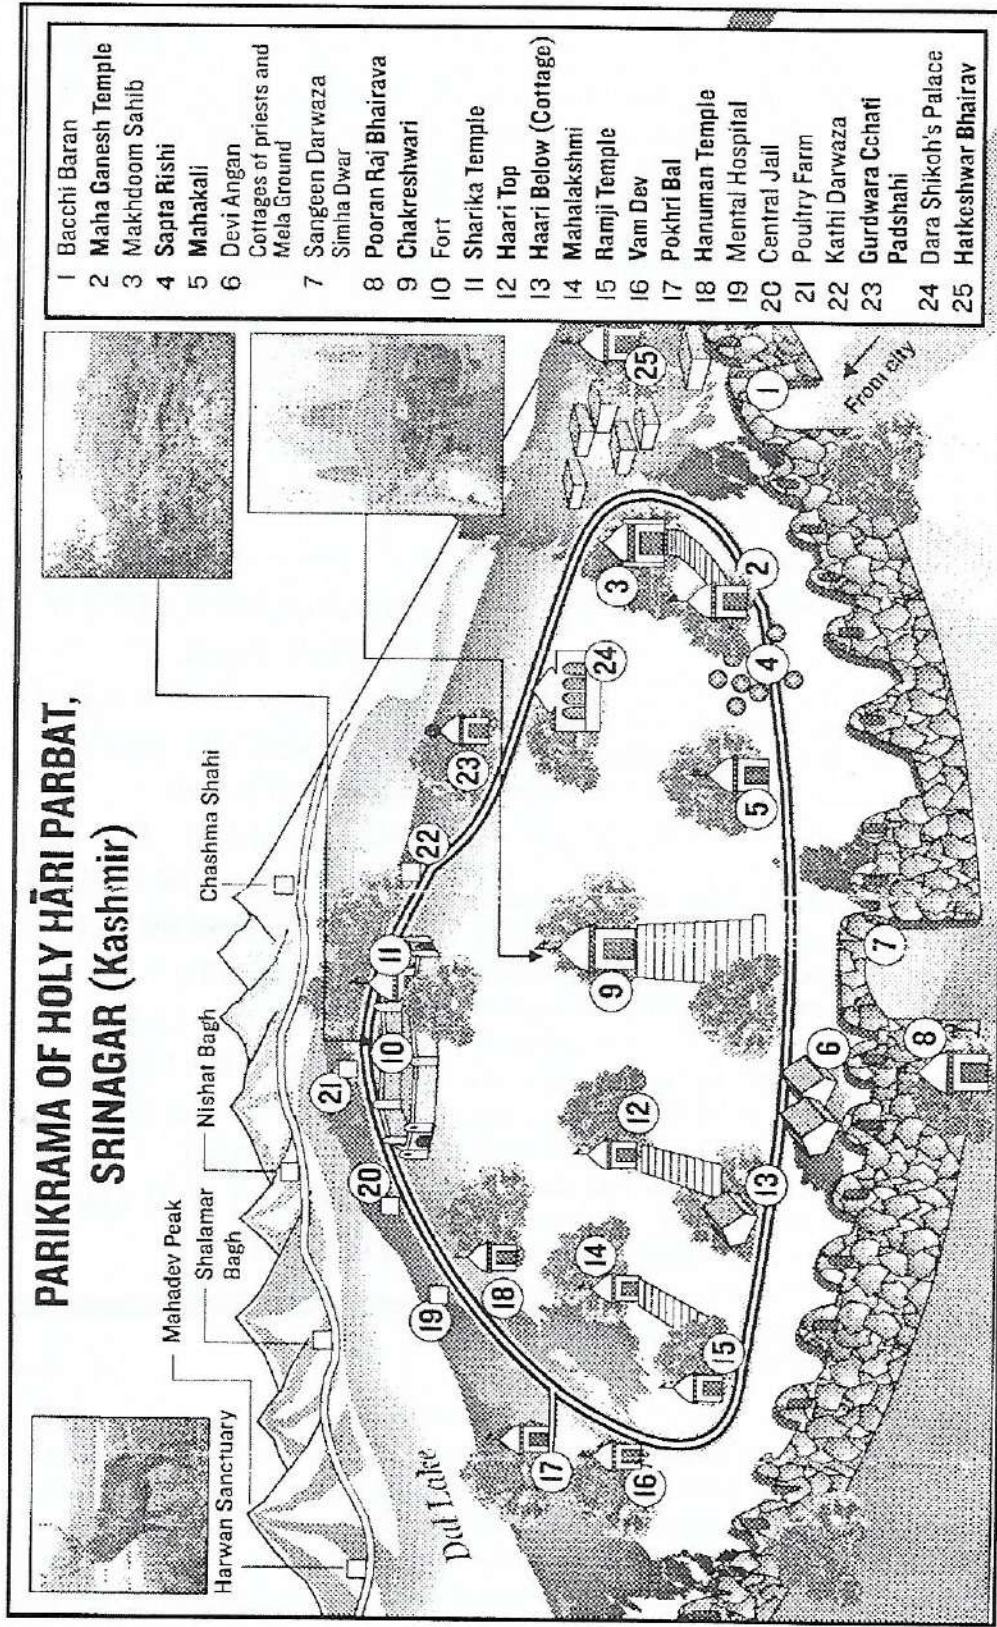 PARIKRAMA OF HOLY HĀRI PARBAT,
SRINAGAR (Kashmir)
Harwan Sanctuary
Mahadev Peak
Shalamar
Bagh
Nishat Bagh
Chashma Shahi
Dal Lake
From city
1
2
3
4
5
6
7
8
9
10
11
12
13
14
15
16
17
18
19
20
21
22
23
24
25
1 Bacchi Baran
2 Maha Ganesh Temple
3 Makhdoom Sahib
4 Sapta Rishi
5 Mahakali
6 Devi Angan
Cottages of priests and
Mela Ground
7 Sangeen Darwaza
Simha Dwar
8 Pooran Raj Bhairava
9 Chakreshwari
10 Fort
11 Sharika Temple
12 Haari Top
13 Haari Below (Cottage)
14 Mahalakshmi
15 Ramji Temple
16 Vam Dev
17 Pokhri Bal
18 Hanuman Temple
19 Mental Hospital
20 Central Jail
21 Poultry Farm
22 Kathi Darwaza
23 Gurdwara Cchati
Padshahi
24 Dara Shikoh's Palace
25 Hatkeshwar Bhairav